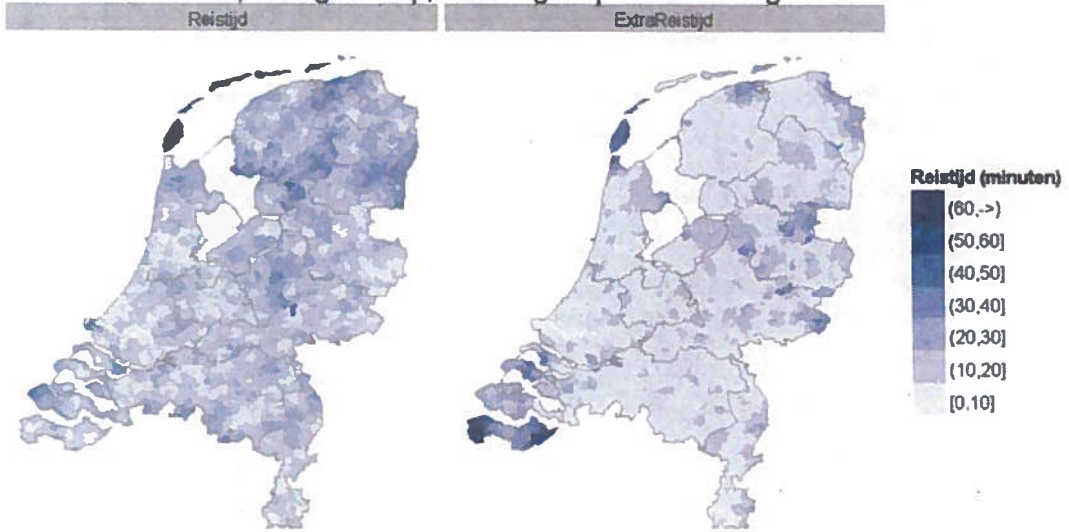 Reistijd
ExtraReistijd
Reistijd (minuten)
(60,->)
(50,60]
(40,50]
(30,40]
(20,30]
(10,20]
[0,10]